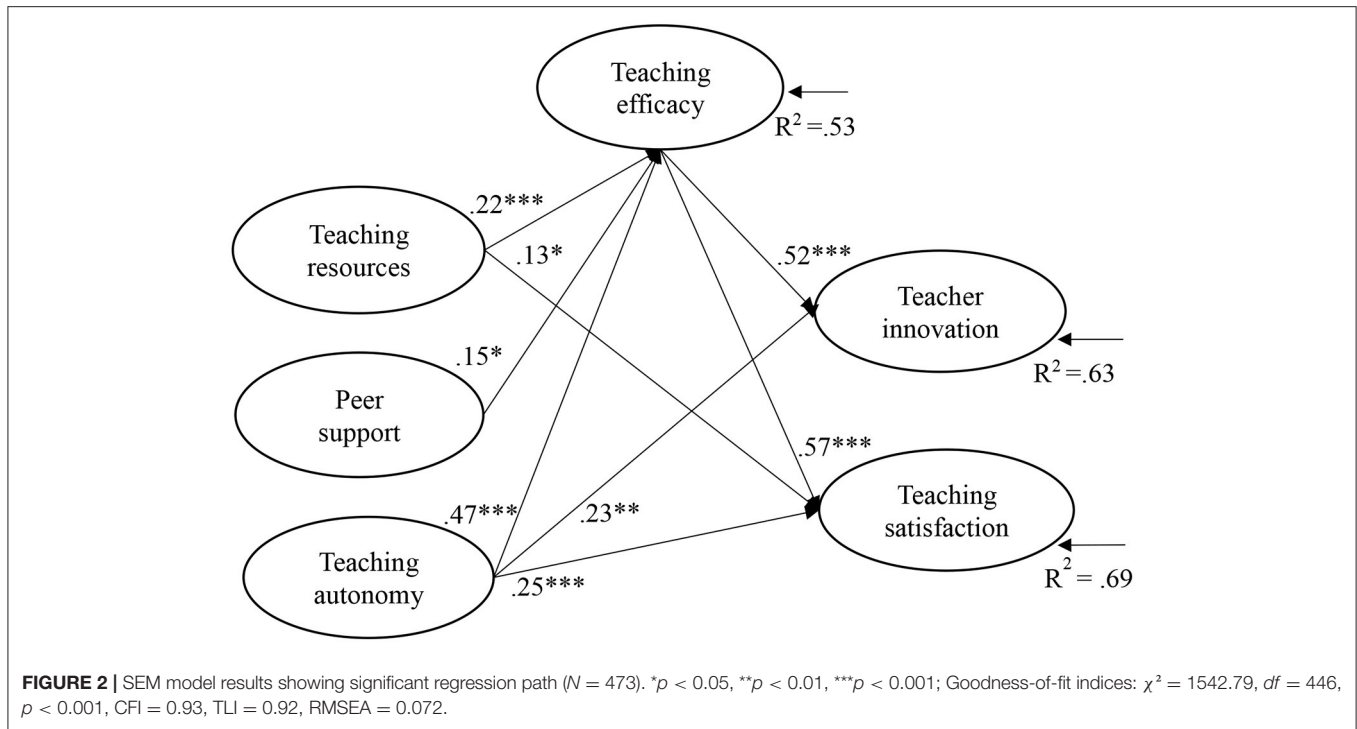 Teaching
efficacy
R² =.53
.22***
Teaching
resources
.13*
.52***
Teacher
innovation
R² =.63
.15*
Peer
support
.57***
Teaching
satisfaction
R² = .69
.47***
.23**
Teaching
autonomy
.25***
FIGURE 2 | SEM model results showing significant regression path (N = 473). *p < 0.05, **p < 0.01, ***p < 0.001; Goodness-of-fit indices: χ² = 1542.79, df = 446,
p < 0.001, CFI = 0.93, TLI = 0.92, RMSEA = 0.072.